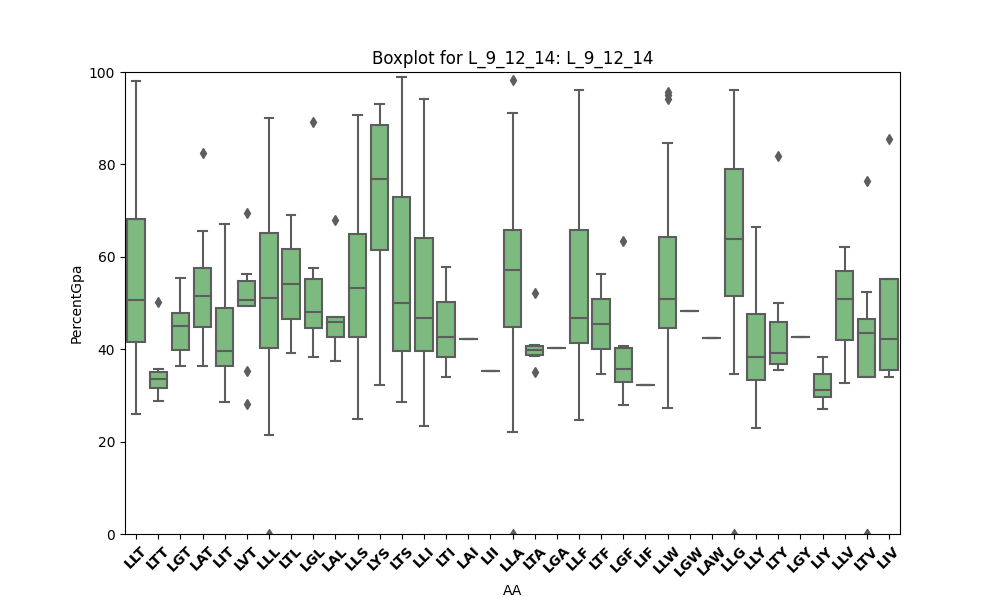 Boxplot for L_9_12_14: L_9_12_14
100
80
60
40
20
0
PercentGpa
LLT LTT LGT LAT LIT LVT LLL LTL LGL LAL LLS LYS LTS LLI LTI LAI LII LLA LTA LGA LLF LTF LGF LIF LLW LGW LAW LLG LLY LTY LGY LIY LLV LTV LIV
AA